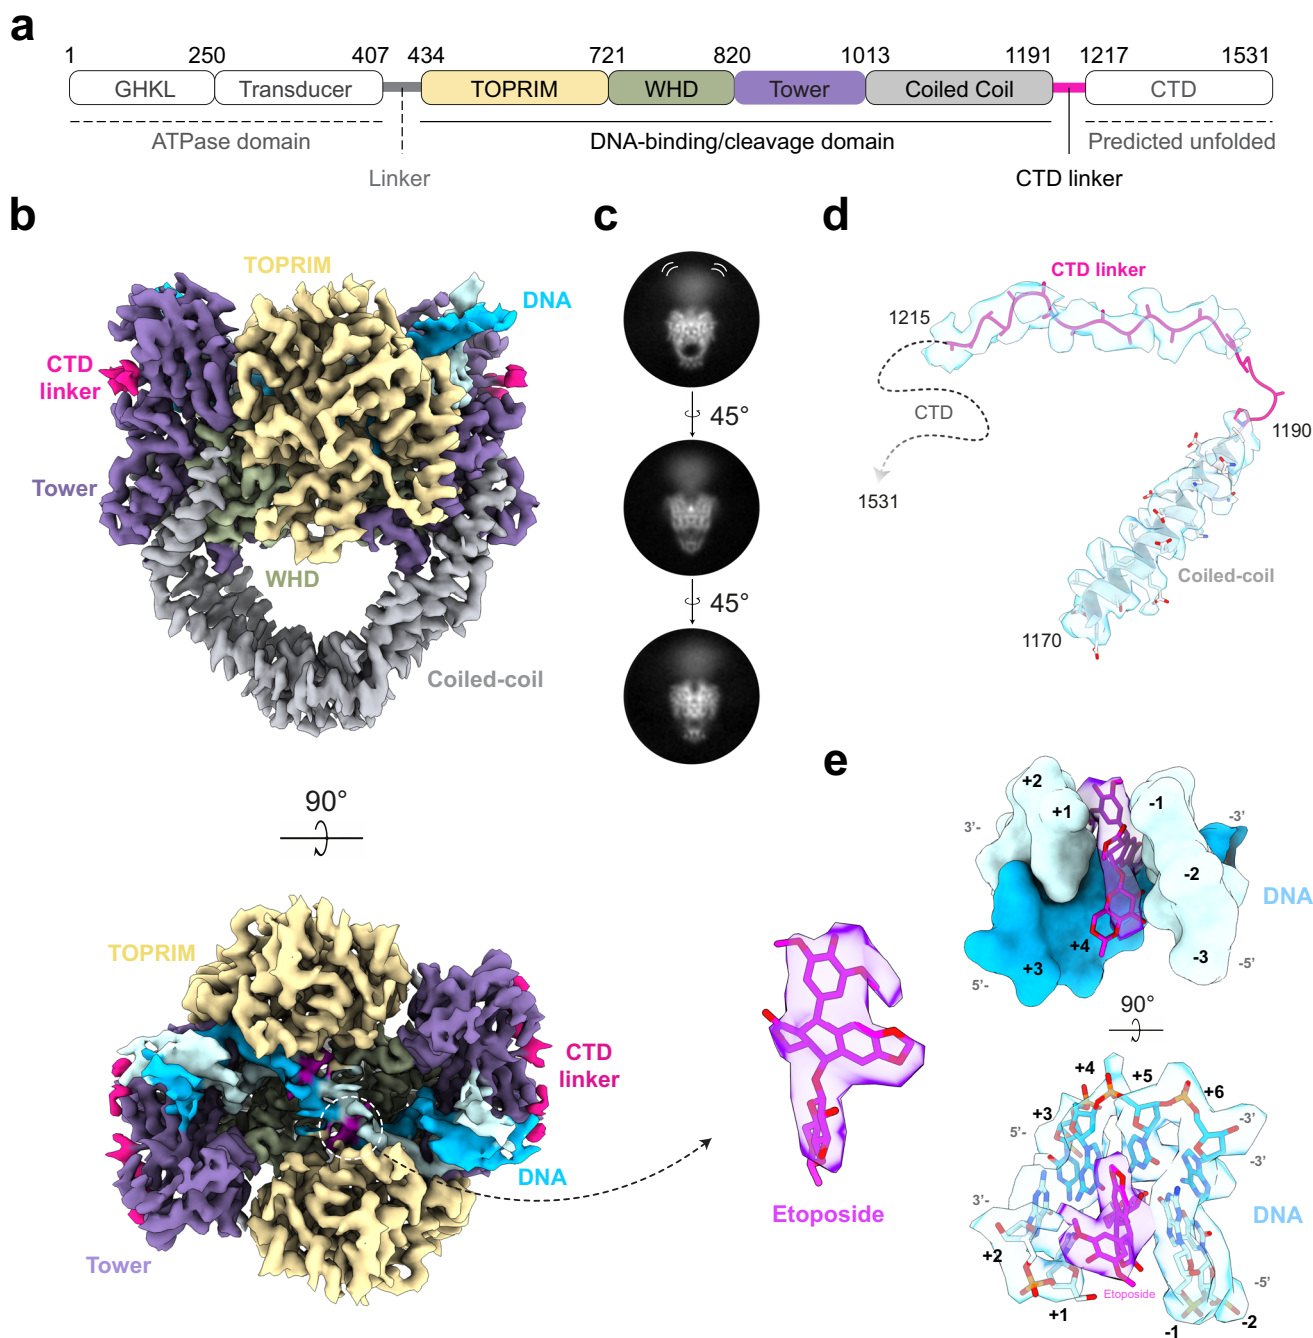 a
1 250 407 434 721 820 1013 1191 1217 1531
GHKL Transducer TOPRIM WHD Tower Coiled Coil CTD
ATPase domain DNA-binding/cleavage domain Predicted unfolded
Linker CTD linker
b
TOPRIM
DNA
CTD
linker
Tower
WHD
Coiled-coil
90°
TOPRIM
CTD
linker
DNA
Tower
c
45°
45°
d
CTD linker
1215
CTD
1190
1531
Coiled-coil
1170
e
+2
+1
-1
3'-
-3'
-2
DNA
+4
+3
-3
-5'
5'-
90°
Etoposide
+4
+5
+6
+3
5'-
-3'
-3'
3'-
DNA
+2
-5'
Etoposide
+1
-1
-2